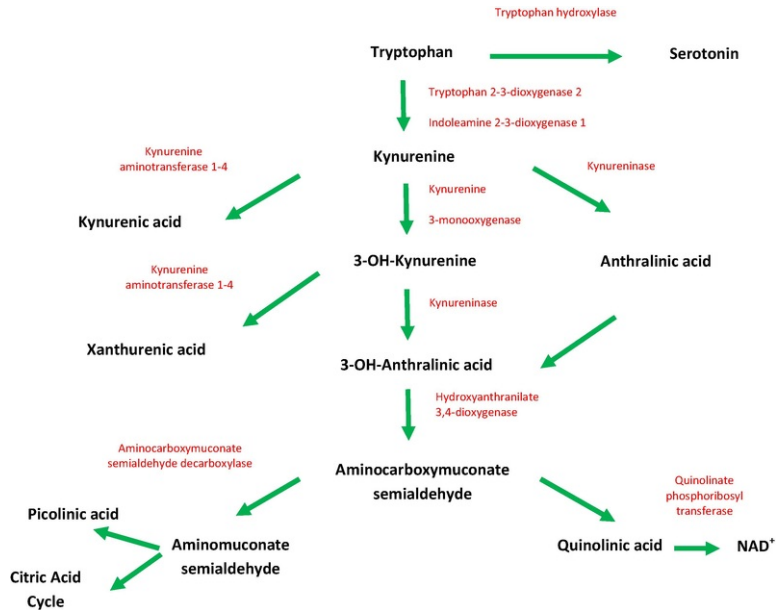 Tryptophan hydroxylase
Tryptophan
Serotonin
Tryptophan 2-3-dioxygenase 2
Indoleamine 2-3-dioxygenase 1
Kynurenine
aminotransferase 1-4
Kynurenine
Kynureninase
Kynurenine
3-monooxygenase
Kynurenic acid
3-OH-Kynurenine
Anthralinic acid
Kynurenine
aminotransferase 1-4
Kynureninase
Xanthurenic acid
3-OH-Anthralinic acid
Hydroxyanthranilate
3,4-dioxygenase
Aminocarboxymuconate
semialdehyde decarboxylase
Aminocarboxymuconate
semialdehyde
Quinolinate
phosphoribosyl
transferase
Picolinic acid
Aminomuconate
semialdehyde
Quinolinic acid
NAD⁺
Citric Acid
Cycle